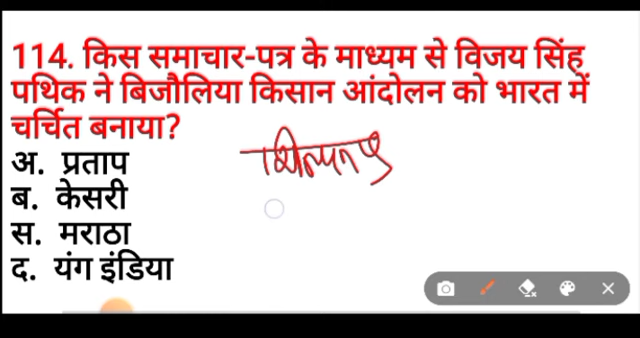 114. किस समाचार-पत्र के माध्यम से विजय सिंह
पथिक ने बिजौलिया किसान आंदोलन को भारत में
चर्चित बनाया?
अ. प्रताप
ब. केसरी
स. मराठा
द. यंग इंडिया